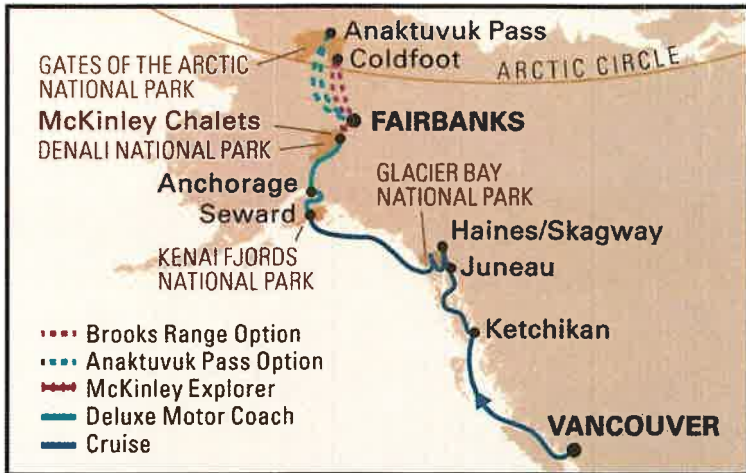 Anaktuvuk Pass
Coldfoot
ARCTIC CIRCLE
GATES OF THE ARCTIC
NATIONAL PARK
McKinley Chalets
FAIRBANKS
DENALI NATIONAL PARK
GLACIER BAY
NATIONAL PARK
Anchorage
Seward
Haines/Skagway
KENAI FJORDS
NATIONAL PARK
Juneau
Ketchikan
Brooks Range Option
Anaktuvuk Pass Option
McKinley Explorer
Deluxe Motor Coach
Cruise
VANCOUVER